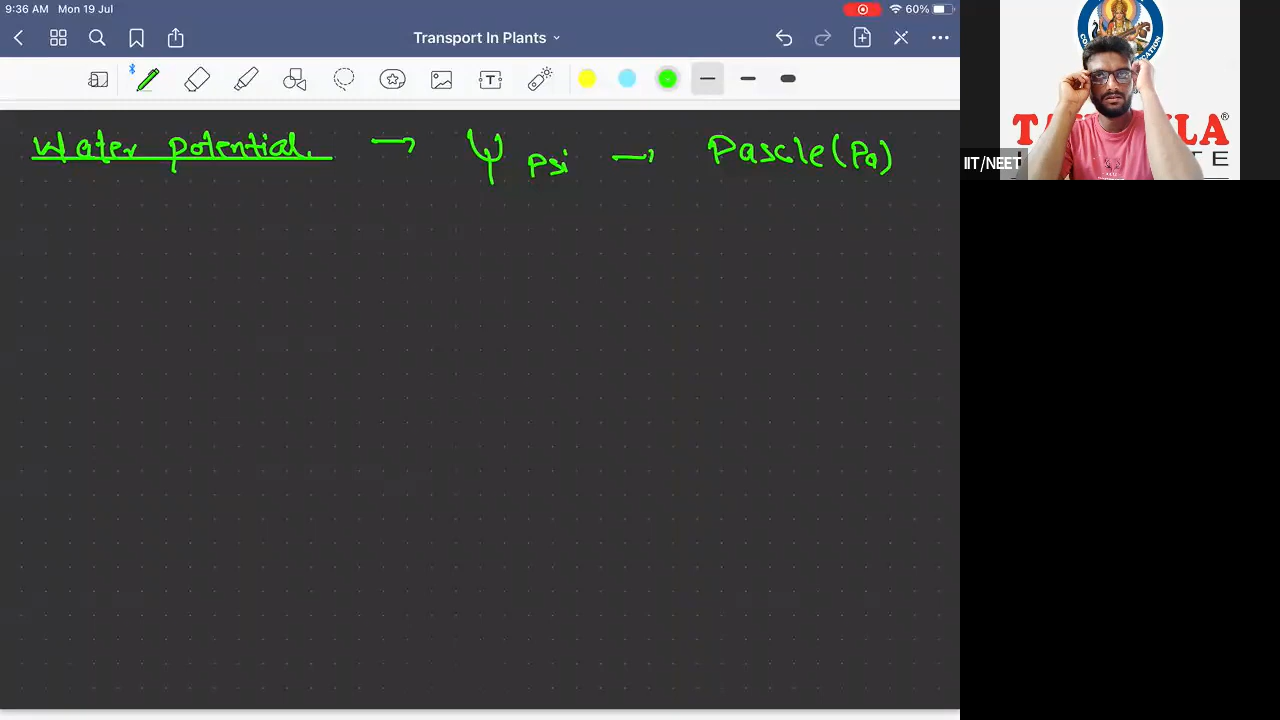 9:36 AM Mon 19 Jul
60%
Transport In Plants
Water potential. → Ψ Psi → Pascle (Pa)
IIT/NEET